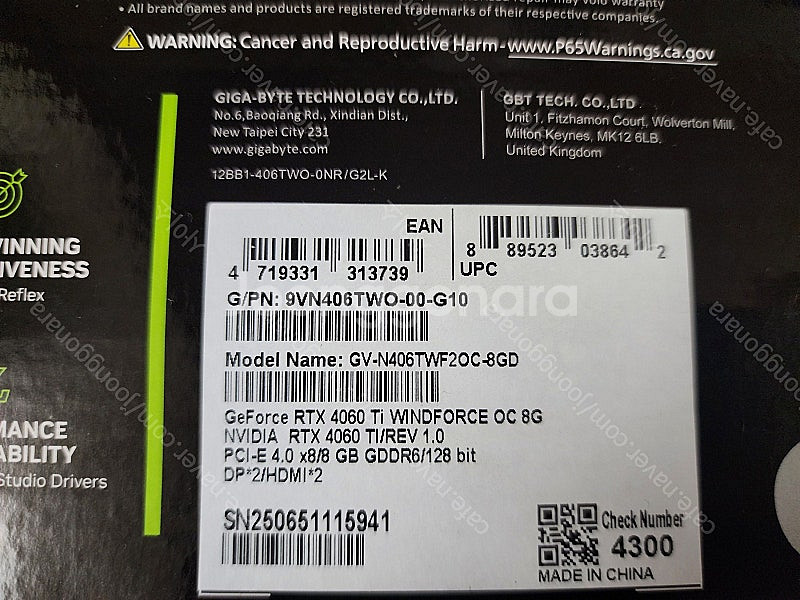 repair may void warranty
• All brand names and products are registered trademarks of their respective companies.
WARNING: Cancer and Reproductive Harm - www.P65Warnings.ca.gov
GIGA-BYTE TECHNOLOGY CO.,LTD.
No.6,Baoqiang Rd., Xindian Dist.,
New Taipei City 231
www.gigabyte.com
GBT TECH. CO.,LTD
Unit 1, Fitzhamon Court, Wolverton Mill,
Milton Keynes, MK12 6LB,
United Kingdom
12BB1-406TWO-0NR/G2L-K
WINNING
Reflex
Studio Drivers
EAN
4 719331 313739
8 89523 03864 2
UPC
G/PN: 9VN406TWO-00-G10
Model Name: GV-N406TWF2OC-8GD
GeForce RTX 4060 Ti WINDFORCE OC 8G
NVIDIA RTX 4060 TI/REV 1.0
PCI-E 4.0 x8/8 GB GDDR6/128 bit
DP*2/HDMI*2
SN250651115941
Check Number
4300
MADE IN CHINA
joonggonara
cafe.naver.com/joonggonara